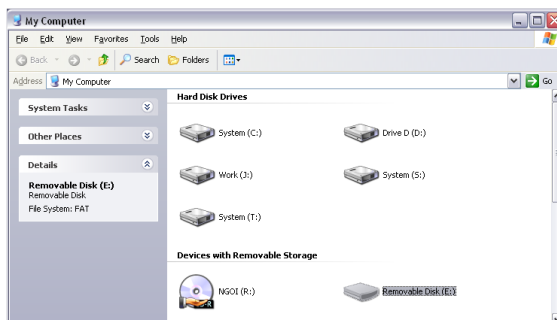 My Computer
File Edit View Favorites Tools Help
Back Search Folders
Address My Computer Go
System Tasks
Other Places
Details
Removable Disk (E:)
Removable Disk
File System: FAT
Hard Disk Drives
System (C:) Drive D (D:)
Work (J:) System (S:)
System (T:)
Devices with Removable Storage
NGOI (R:) Removable Disk (E:)